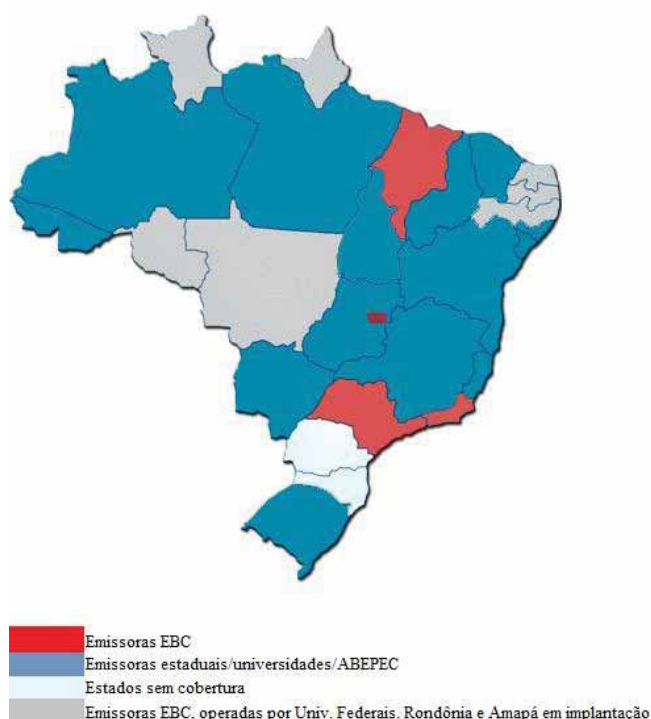 Emissoras EBC
Emissoras estaduais/universidades/ABEPEC
Estados sem cobertura
Emissoras EBC, operadas por Univ. Federais. Rondônia e Amapá em implantação